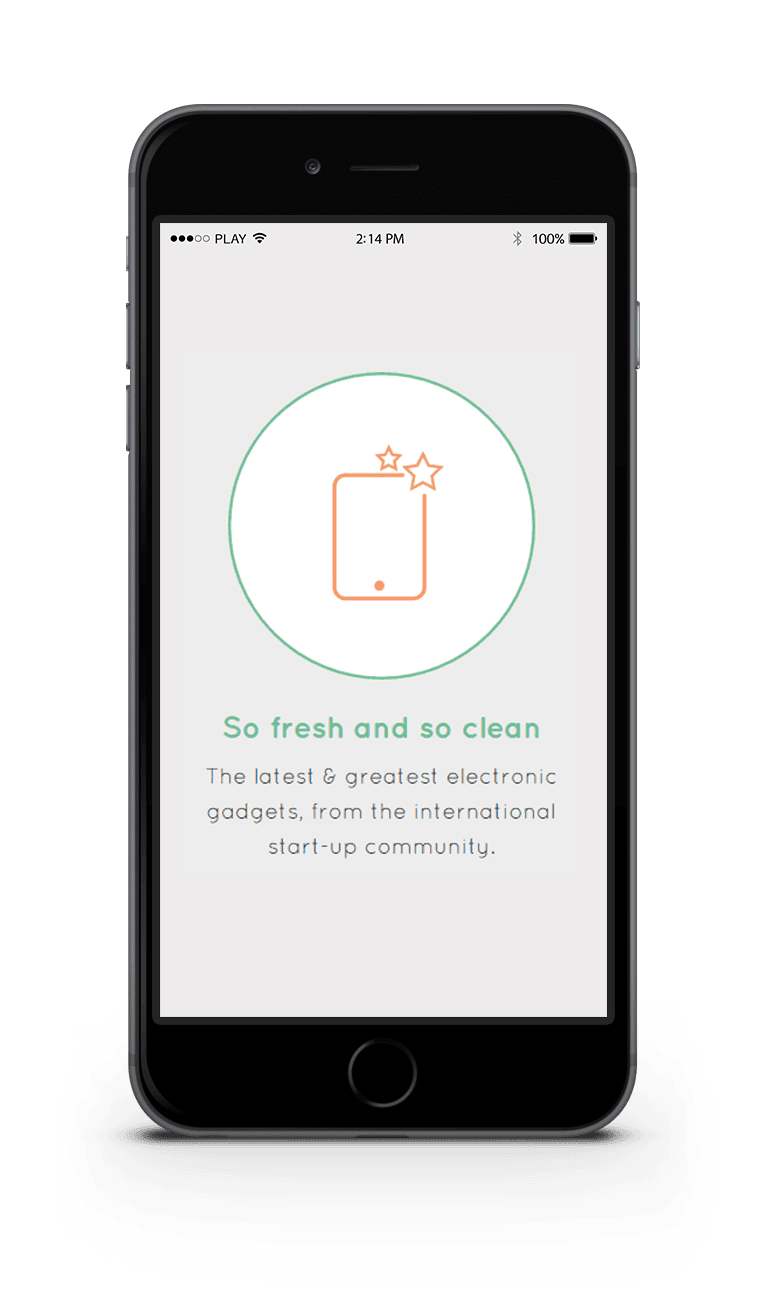 PLAY 2:14 PM 100%
So fresh and so clean
The latest & greatest electronic
gadgets, from the international
start-up community.